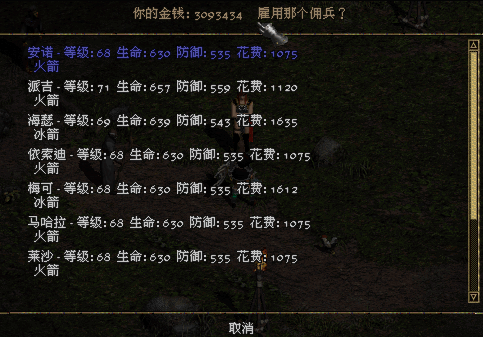 你的金钱:3093434 雇用那个佣兵?
安诺-等级:68 生命:630 防御:535 花费:1075
火箭
派吉-等级:71 生命:657 防御:559 花费:1120
火箭
海瑟-等级:69 生命:639 防御:543 花费:1635
冰箭
依索迪-等级:68 生命:630 防御:535 花费:1075
火箭
梅可-等级:68 生命:630 防御:535 花费:1612
冰箭
马哈拉-等级:68 生命:630 防御:535 花费:1075
火箭
莱沙-等级:68 生命:630 防御:535 花费:1075
火箭
取消